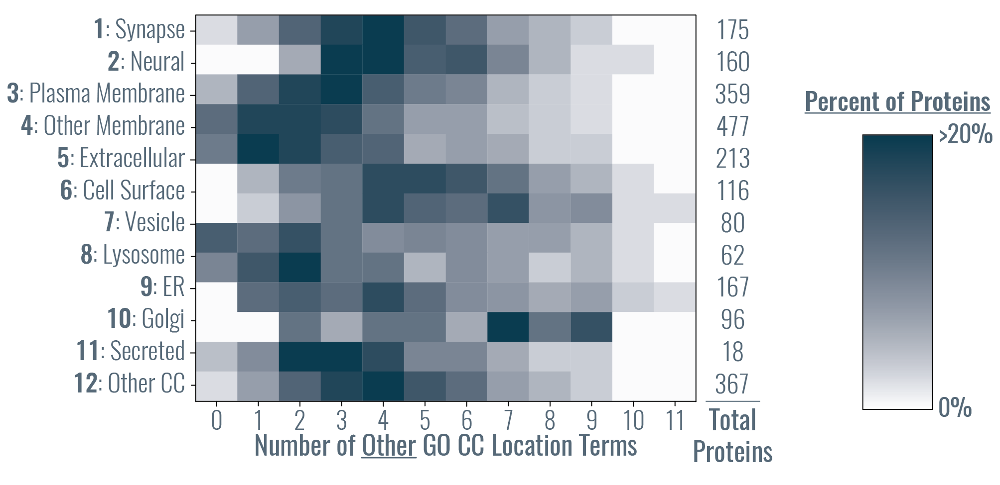 1: Synapse 175
2: Neural 160
3: Plasma Membrane 359
4: Other Membrane 477
5: Extracellular 213
6: Cell Surface 116
7: Vesicle 80
8: Lysosome 62
9: ER 167
10: Golgi 96
11: Secreted 18
12: Other CC 367
0 1 2 3 4 5 6 7 8 9 10 11
Number of Other GO CC Location Terms
Total
Proteins
Percent of Proteins
>20%
0%